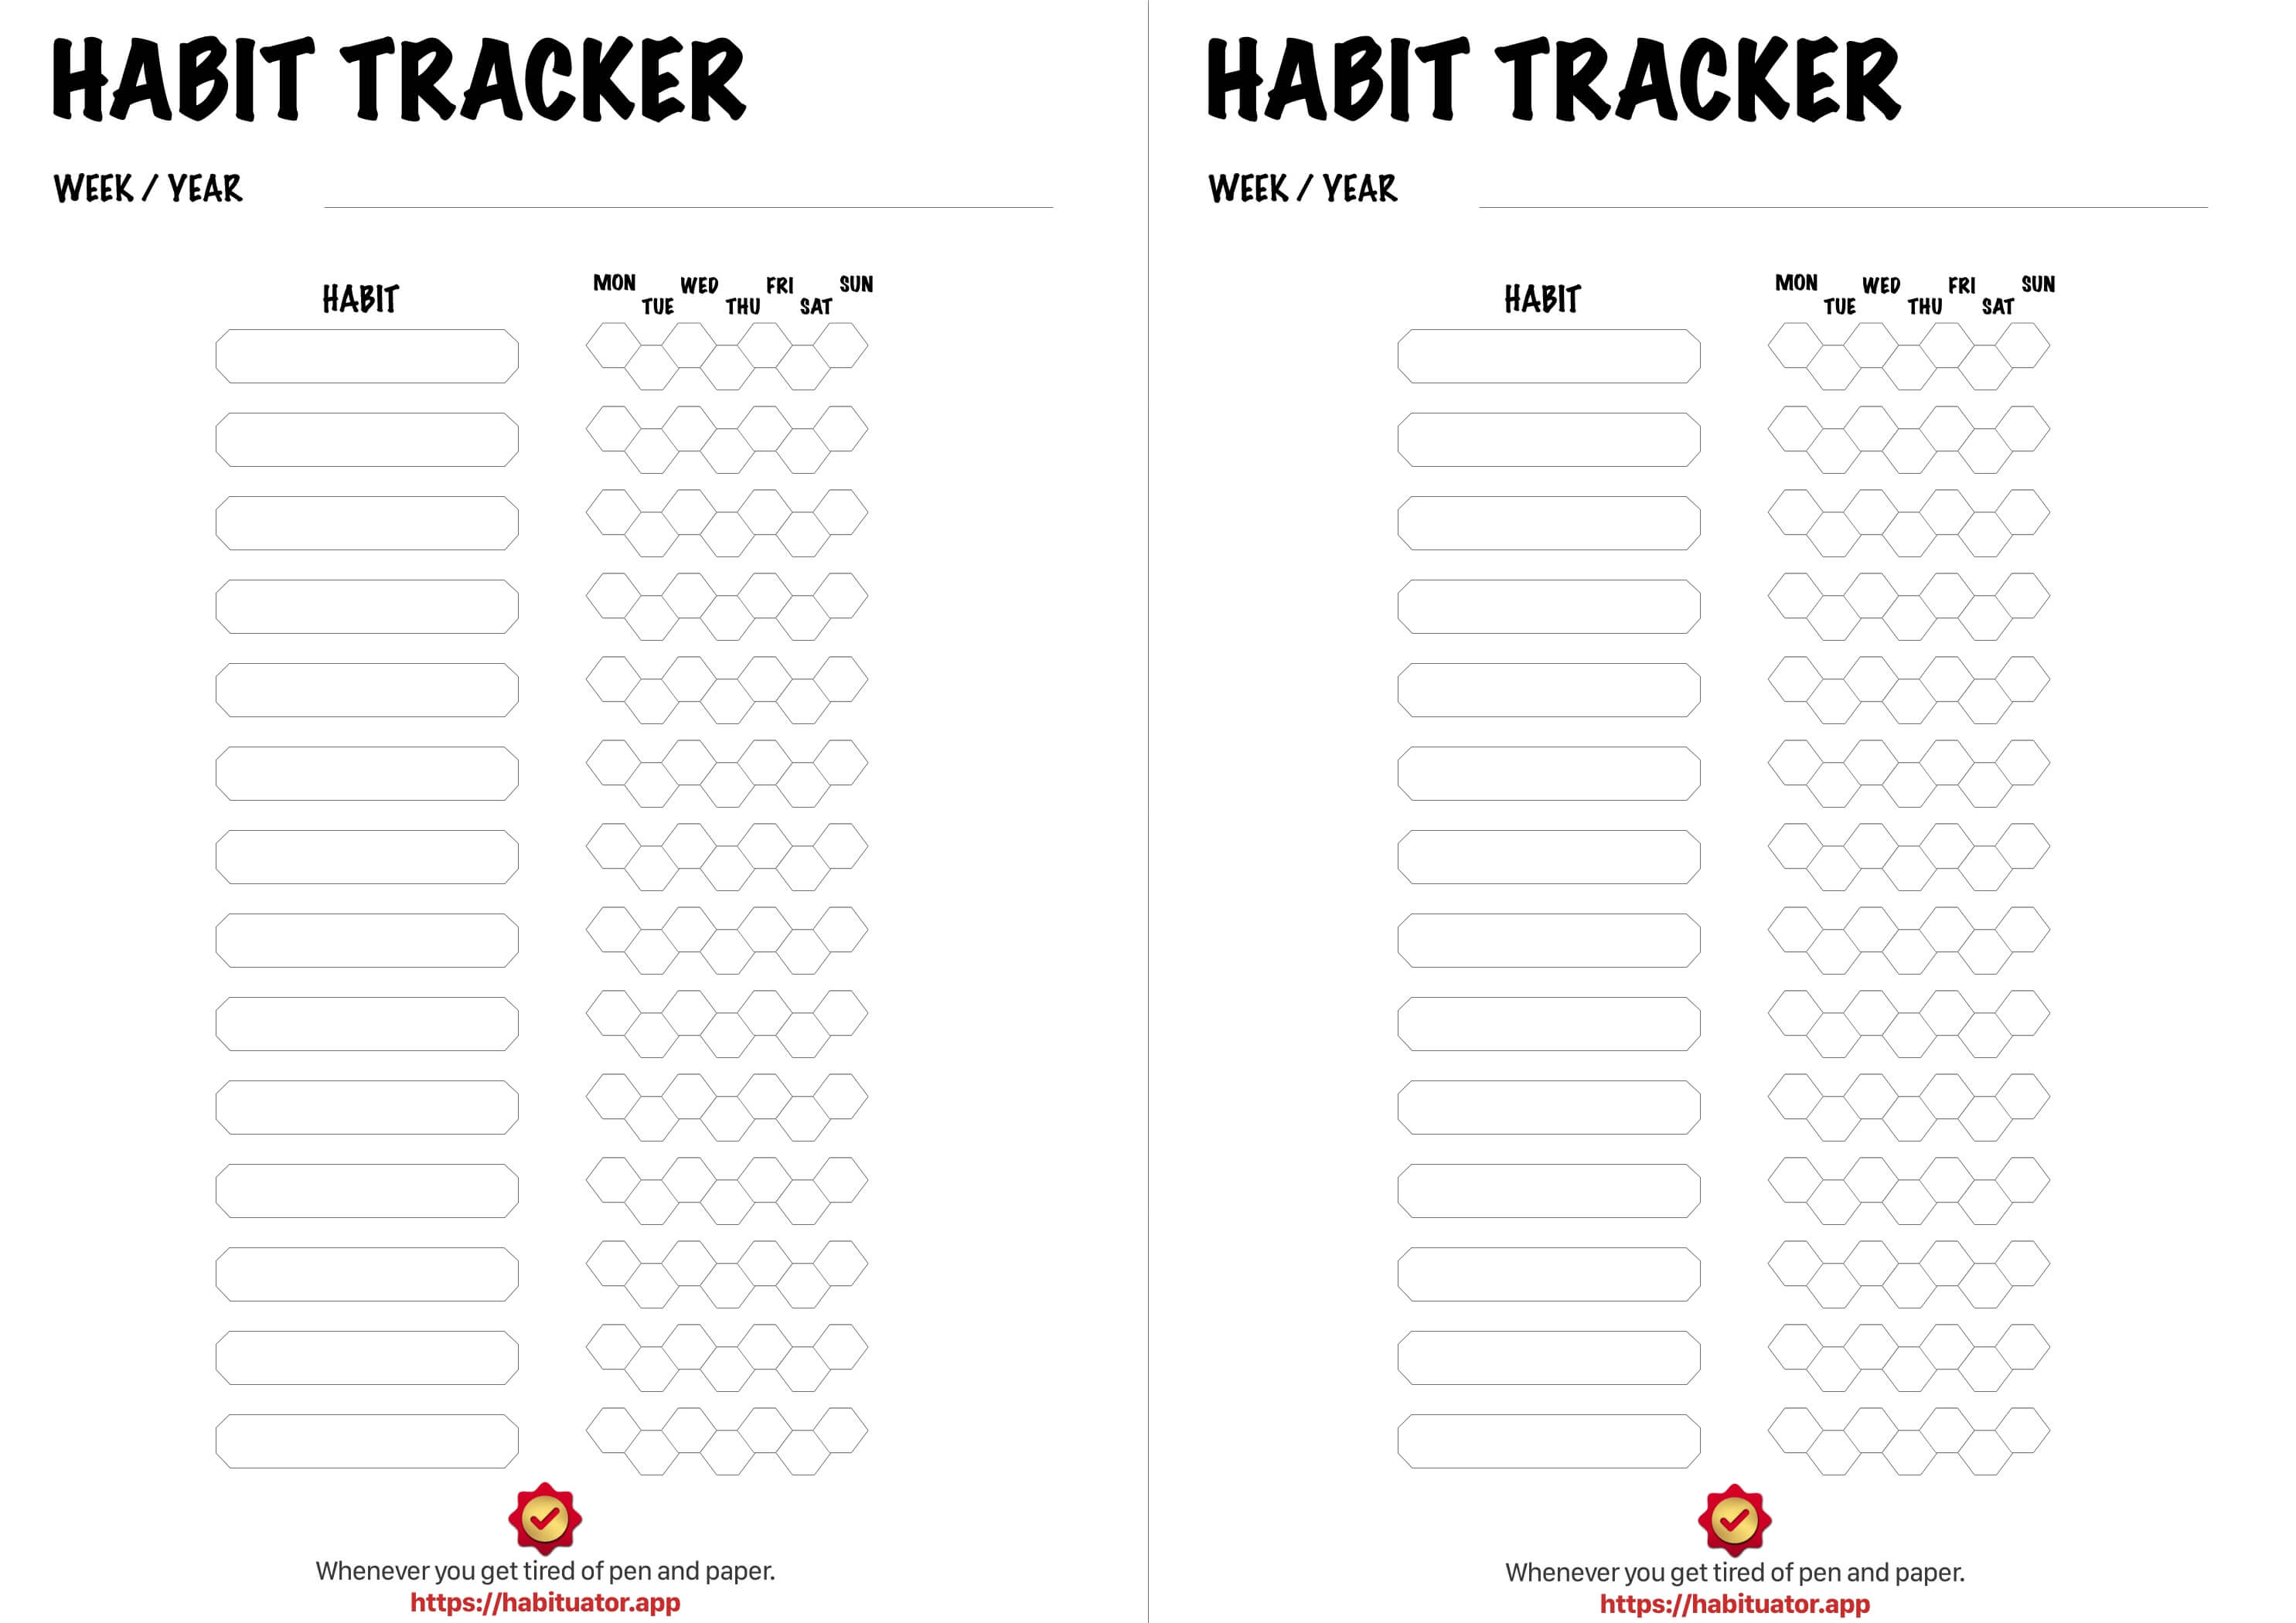 HABIT TRACKER
WEEK / YEAR
HABIT
MON TUE WED THU FRI SAT SUN
Whenever you get tired of pen and paper.
https://habituator.app
HABIT TRACKER
WEEK / YEAR
HABIT
MON TUE WED THU FRI SAT SUN
Whenever you get tired of pen and paper.
https://habituator.app